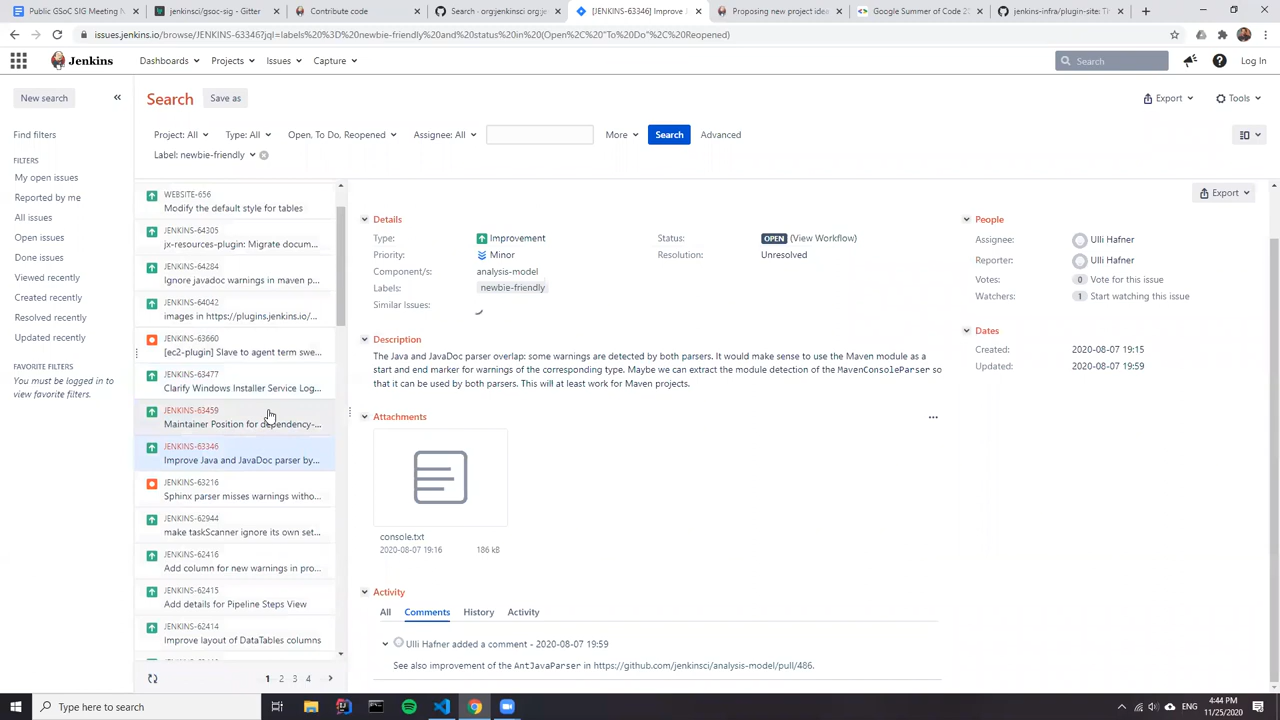 Public GSoC SIG Meeting Note
jenkinsci/gsoc-sig - Gitter
Contribute code
Search · org:jenkinsci org:jen
[JENKINS-63346] Improve J
Proposing new project idea
Google Summer of Code 20
jenkins-infra/plugin-site: Th
issues.jenkins.io/browse/JENKINS-63346?jql=labels%20%3D%20newbie-friendly%20and%20status%20in%20(Open%2C%20"To%20Do"%2C%20Reopened)
Jenkins
Dashboards
Projects
Issues
Capture
Search
Log In
New search
Search
Save as
Export
Tools
Find filters
Project: All
Type: All
Open, To Do, Reopened
Assignee: All
More
Search
Advanced
Label: newbie-friendly
FILTERS
My open issues
Reported by me
All issues
Open issues
Done issues
Viewed recently
Created recently
Resolved recently
Updated recently
FAVORITE FILTERS
You must be logged in to
view favorite filters.
WEBSITE-656
Modify the default style for tables
JENKINS-64305
jx-resources-plugin: Migrate docum...
JENKINS-64284
Ignore javadoc warnings in maven p...
JENKINS-64042
images in https://plugins.jenkins.io/...
JENKINS-63660
[ec2-plugin] Slave to agent term swe...
JENKINS-63477
Clarify Windows Installer Service Log...
JENKINS-63459
Maintainer Position for dependency-...
JENKINS-63346
Improve Java and JavaDoc parser by...
JENKINS-63216
Sphinx parser misses warnings witho...
JENKINS-62944
make taskScanner ignore its own set...
JENKINS-62416
Add column for new warnings in pro...
JENKINS-62415
Add details for Pipeline Steps View
JENKINS-62414
Improve layout of DataTables columns
1 2 3 4
Export
Details
Type: Improvement
Status: OPEN (View Workflow)
Priority: Minor
Resolution: Unresolved
Component/s: analysis-model
Labels: newbie-friendly
Similar Issues:
Description
The Java and JavaDoc parser overlap: some warnings are detected by both parsers. It would make sense to use the Maven module as a
start and end marker for warnings of the corresponding type. Maybe we can extract the module detection of the MavenConsoleParser so
that it can be used by both parsers. This will at least work for Maven projects.
Attachments
console.txt
2020-08-07 19:16 186 kB
Activity
All Comments History Activity
Ulli Hafner added a comment - 2020-08-07 19:59
See also improvement of the AntJavaParser in https://github.com/jenkinsci/analysis-model/pull/486.
People
Assignee: Ulli Hafner
Reporter: Ulli Hafner
Votes: 0 Vote for this issue
Watchers: 1 Start watching this issue
Dates
Created: 2020-08-07 19:15
Updated: 2020-08-07 19:59
Type here to search
ENG
4:44 PM
11/25/2020